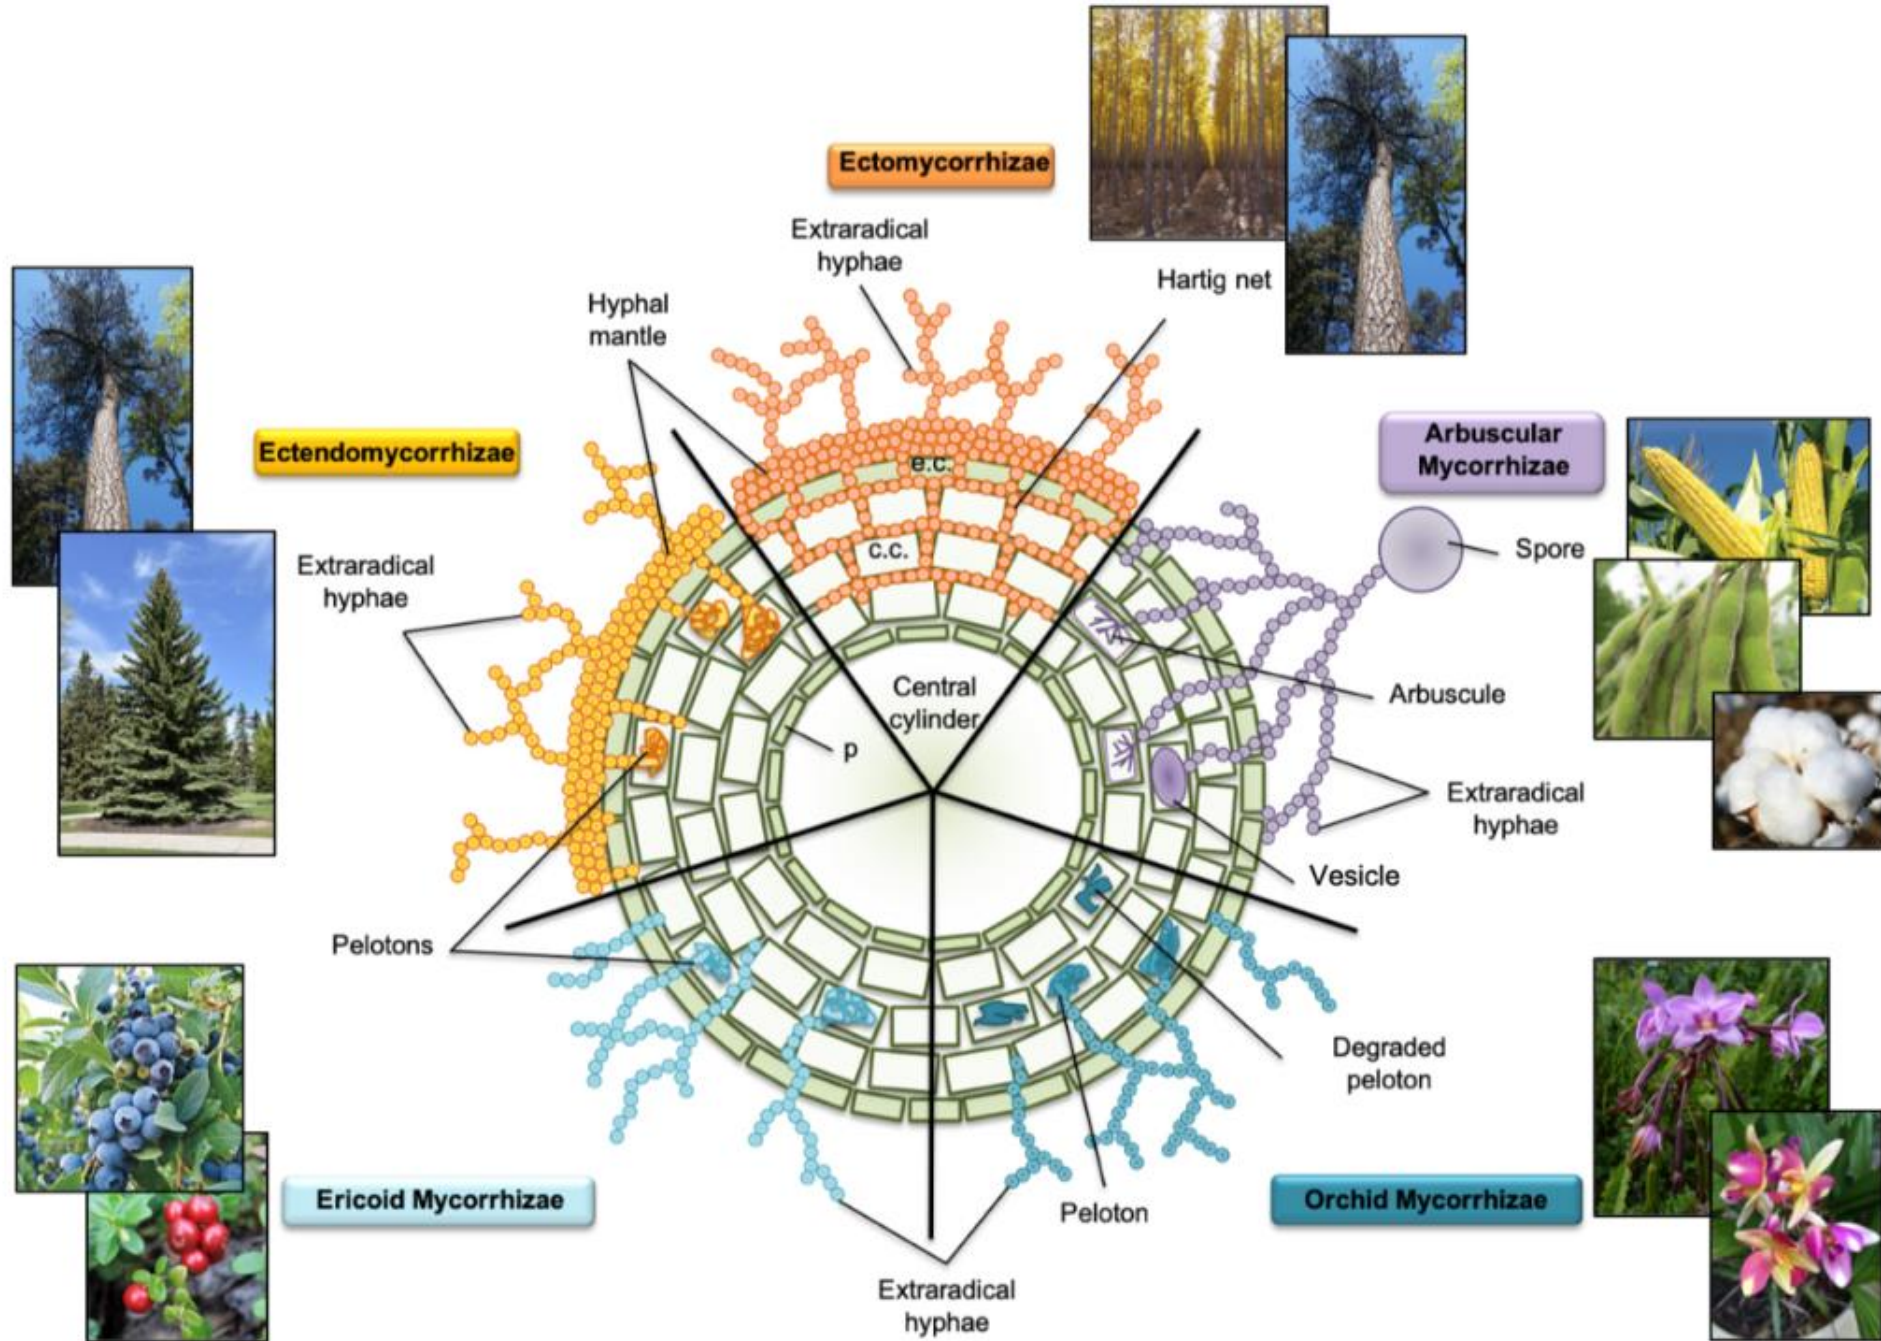 Ectomycorrhizae
Extraradical
hyphae
Hartig net
Hyphal
mantle
Ectendomycorrhizae
Arbuscular
Mycorrhizae
e.c.
c.c.
Spore
Extraradical
hyphae
Central
cylinder
Arbuscule
p
Extraradical
hyphae
Vesicle
Pelotons
Degraded
peloton
Ericoid Mycorrhizae
Peloton
Orchid Mycorrhizae
Extraradical
hyphae